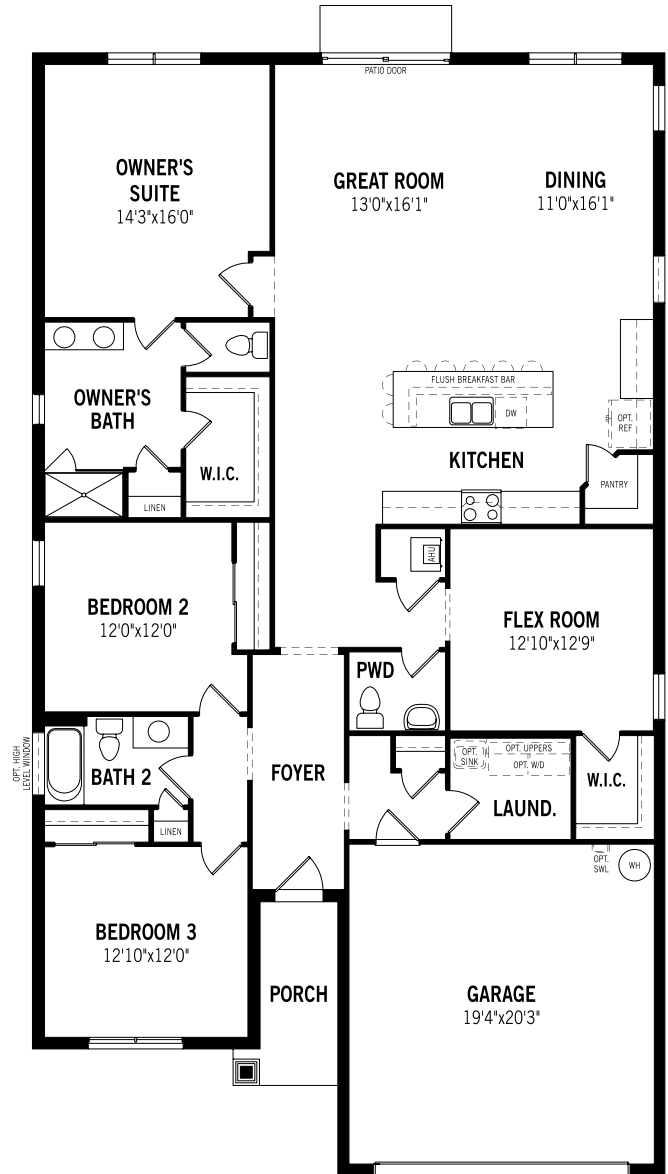 PATIO DOOR
OWNER'S
SUITE
14'3"x16'0"
GREAT ROOM
13'0"x16'1"
DINING
11'0"x16'1"
OWNER'S
BATH
W.I.C.
LINEN
FLUSH BREAKFAST BAR
DW
OPT.
REF
KITCHEN
PANTRY
AHU
BEDROOM 2
12'0"x12'0"
FLEX ROOM
12'10"x12'9"
PWD
OPT. HIGH
LEVEL WINDOW
BATH 2
LINEN
FOYER
OPT.
SINK
OPT. UPPERS
OPT. W/D
LAUND.
W.I.C.
OPT.
SWL
WH
BEDROOM 3
12'10"x12'0"
PORCH
GARAGE
19'4"x20'3"